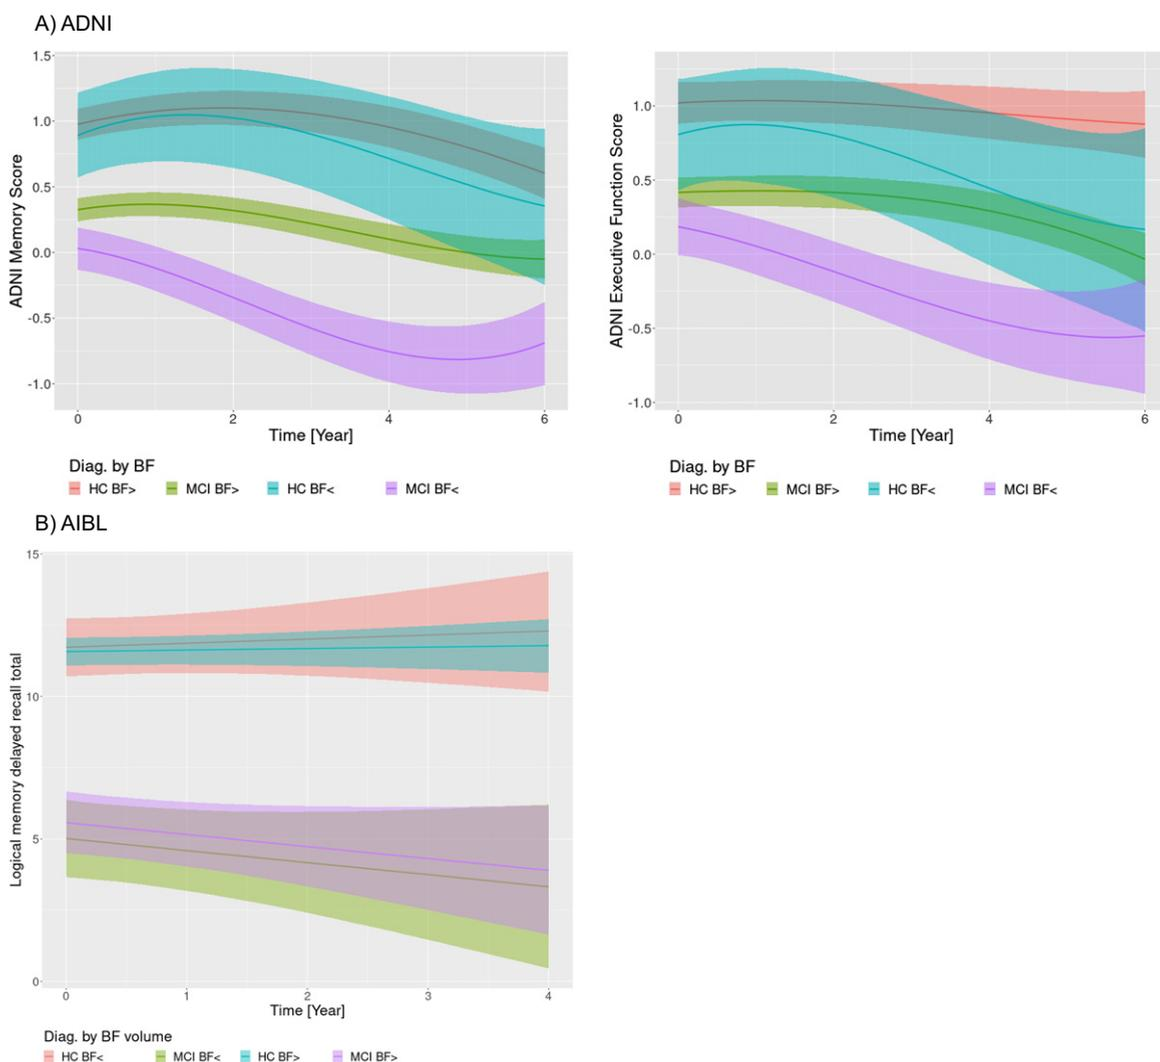 A) ADNI
ADNI Memory Score
1.5
1.0
0.5
0.0
-0.5
-1.0
0 2 4 6
Time [Year]
Diag. by BF
HC BF> MCI BF> HC BF< MCI BF<
ADNI Executive Function Score
1.0
0.5
0.0
-0.5
-1.0
0 2 4 6
Time [Year]
Diag. by BF
HC BF> MCI BF> HC BF< MCI BF<
B) AIBL
Logical memory delayed recall total
15
10
5
0
0 1 2 3 4
Time [Year]
Diag. by BF volume
HC BF< MCI BF< HC BF> MCI BF>